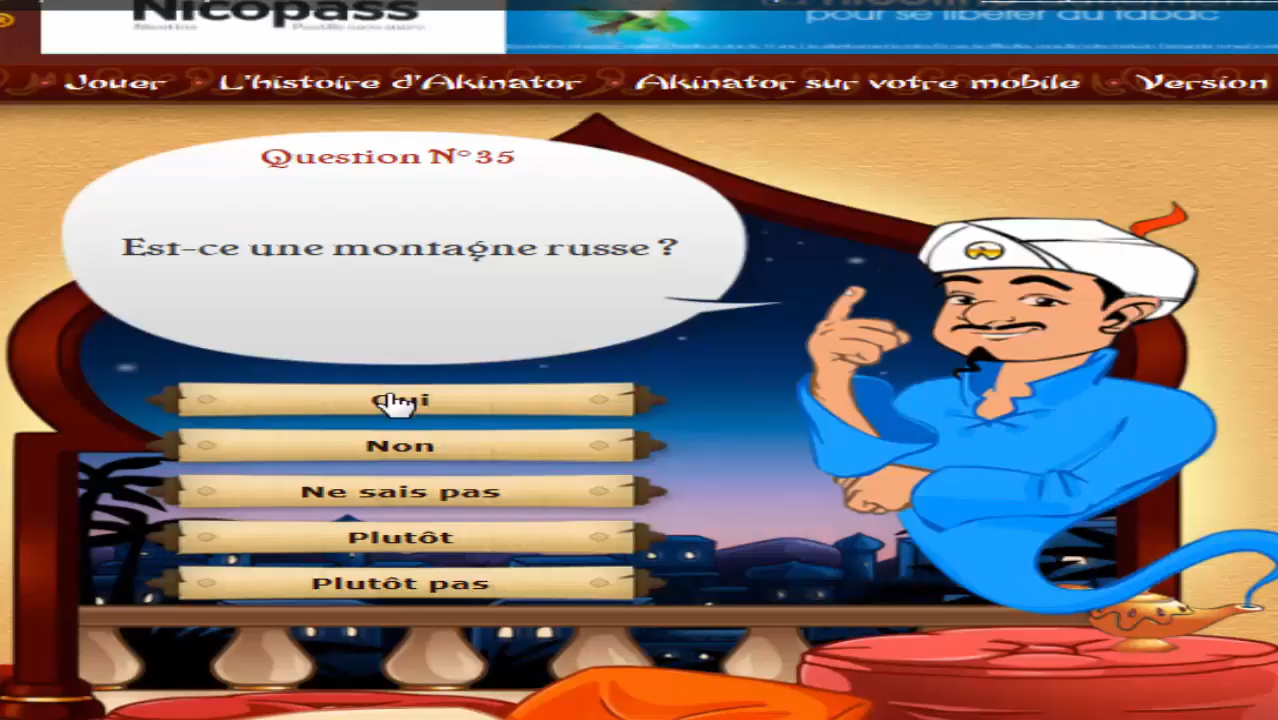 Nicopass
pour se libérer du tabac
Jouer
L'histoire d'Akinator
Akinator sur votre mobile
Version
Question N° 35
Est-ce une montagne russe ?
Oui
Non
Ne sais pas
Plutôt
Plutôt pas